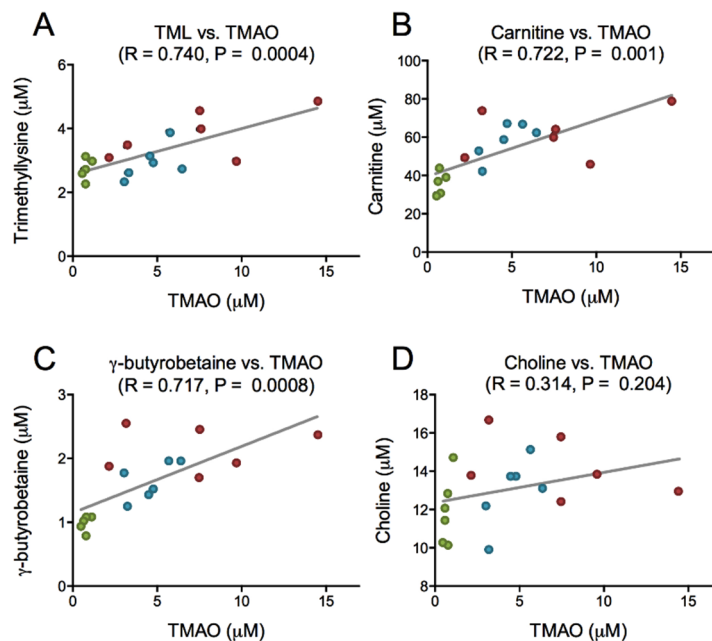 A
TML vs. TMAO
(R = 0.740, P = 0.0004)
Trimethyllysine (μM)
6
4
2
0
0 5 10 15
TMAO (μM)
B
Carnitine vs. TMAO
(R = 0.722, P = 0.001)
Carnitine (μM)
100
80
60
40
20
0
0 5 10 15
TMAO (μM)
C
γ-butyrobetaine vs. TMAO
(R = 0.717, P = 0.0008)
γ-butyrobetaine (μM)
3
2
1
0
0 5 10 15
TMAO (μM)
D
Choline vs. TMAO
(R = 0.314, P = 0.204)
Choline (μM)
18
16
14
12
10
8
0 5 10 15
TMAO (μM)